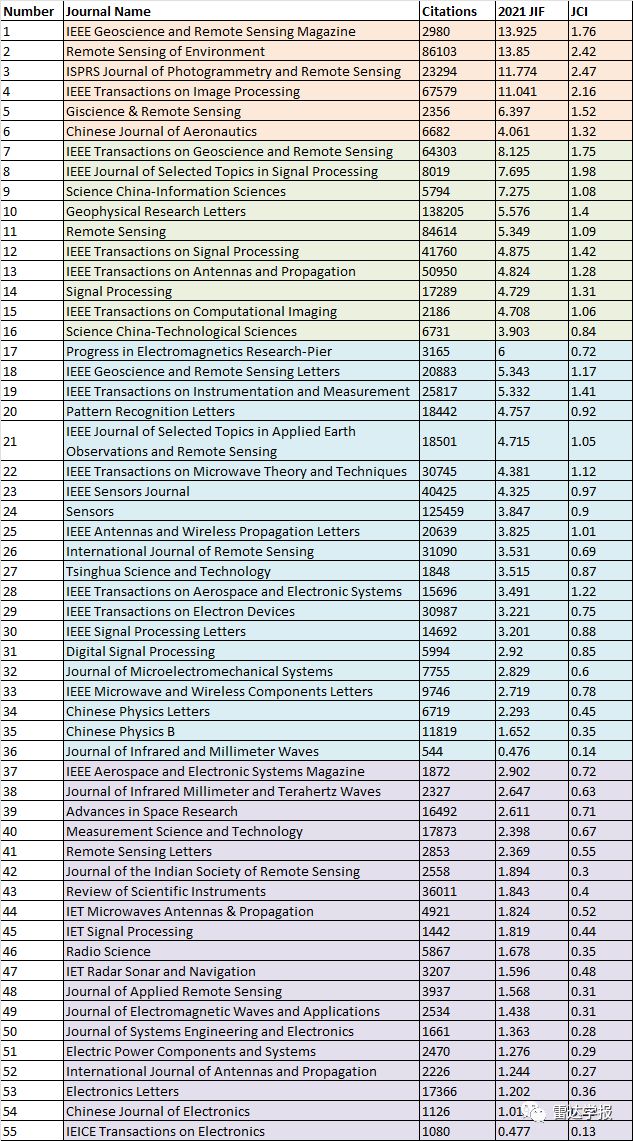 Number Journal Name Citations 2021 JIF JCI
1 IEEE Geoscience and Remote Sensing Magazine 2980 13.925 1.76
2 Remote Sensing of Environment 86103 13.85 2.42
3 ISPRS Journal of Photogrammetry and Remote Sensing 23294 11.774 2.47
4 IEEE Transactions on Image Processing 67579 11.041 2.16
5 Giscience & Remote Sensing 2356 6.397 1.52
6 Chinese Journal of Aeronautics 6682 4.061 1.32
7 IEEE Transactions on Geoscience and Remote Sensing 64303 8.125 1.75
8 IEEE Journal of Selected Topics in Signal Processing 8019 7.695 1.98
9 Science China-Information Sciences 5794 7.275 1.08
10 Geophysical Research Letters 138205 5.576 1.4
11 Remote Sensing 84614 5.349 1.09
12 IEEE Transactions on Signal Processing 41760 4.875 1.42
13 IEEE Transactions on Antennas and Propagation 50950 4.824 1.28
14 Signal Processing 17289 4.729 1.31
15 IEEE Transactions on Computational Imaging 2186 4.708 1.06
16 Science China-Technological Sciences 6731 3.903 0.84
17 Progress in Electromagnetics Research-Pier 3165 6 0.72
18 IEEE Geoscience and Remote Sensing Letters 20883 5.343 1.17
19 IEEE Transactions on Instrumentation and Measurement 25817 5.332 1.41
20 Pattern Recognition Letters 18442 4.757 0.92
21 IEEE Journal of Selected Topics in Applied Earth
Observations and Remote Sensing 18501 4.715 1.05
22 IEEE Transactions on Microwave Theory and Techniques 30745 4.381 1.12
23 IEEE Sensors Journal 40425 4.325 0.97
24 Sensors 125459 3.847 0.9
25 IEEE Antennas and Wireless Propagation Letters 20639 3.825 1.01
26 International Journal of Remote Sensing 31090 3.531 0.69
27 Tsinghua Science and Technology 1848 3.515 0.87
28 IEEE Transactions on Aerospace and Electronic Systems 15696 3.491 1.22
29 IEEE Transactions on Electron Devices 30987 3.221 0.75
30 IEEE Signal Processing Letters 14692 3.201 0.88
31 Digital Signal Processing 5994 2.92 0.85
32 Journal of Microelectromechanical Systems 7755 2.829 0.6
33 IEEE Microwave and Wireless Components Letters 9746 2.719 0.78
34 Chinese Physics Letters 6719 2.293 0.45
35 Chinese Physics B 11819 1.652 0.35
36 Journal of Infrared and Millimeter Waves 544 0.476 0.14
37 IEEE Aerospace and Electronic Systems Magazine 1872 2.902 0.72
38 Journal of Infrared Millimeter and Terahertz Waves 2327 2.647 0.63
39 Advances in Space Research 16492 2.611 0.71
40 Measurement Science and Technology 17873 2.398 0.67
41 Remote Sensing Letters 2853 2.369 0.55
42 Journal of the Indian Society of Remote Sensing 2558 1.894 0.3
43 Review of Scientific Instruments 36011 1.843 0.4
44 IET Microwaves Antennas & Propagation 4921 1.824 0.52
45 IET Signal Processing 1442 1.819 0.44
46 Radio Science 5867 1.678 0.35
47 IET Radar Sonar and Navigation 3207 1.596 0.48
48 Journal of Applied Remote Sensing 3937 1.568 0.31
49 Journal of Electromagnetic Waves and Applications 2534 1.438 0.31
50 Journal of Systems Engineering and Electronics 1661 1.363 0.28
51 Electric Power Components and Systems 2470 1.276 0.29
52 International Journal of Antennas and Propagation 2226 1.244 0.27
53 Electronics Letters 17366 1.202 0.36
54 Chinese Journal of Electronics 1126
55 IEICE Transactions on Electronics 1080 0.477 0.13
雷达学报